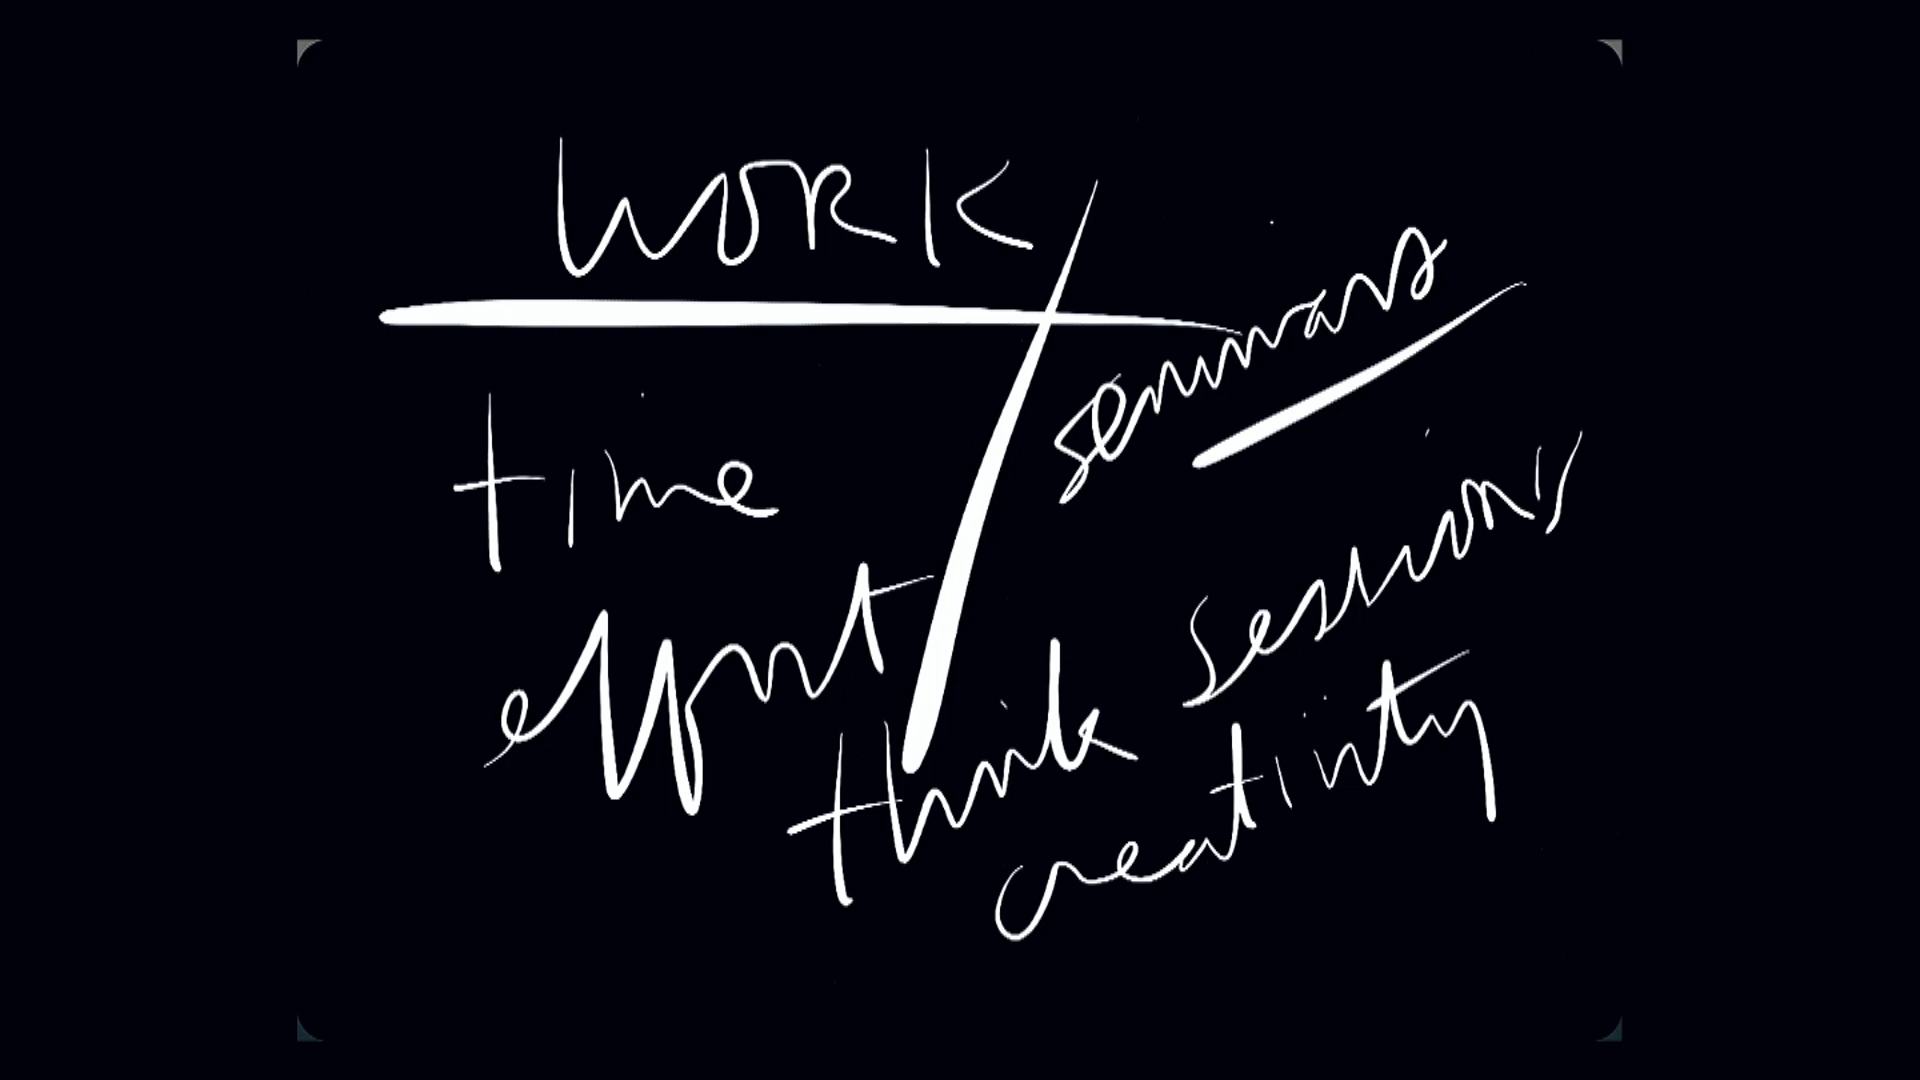 WORK
time
effort
seminars
think sessions
creativity